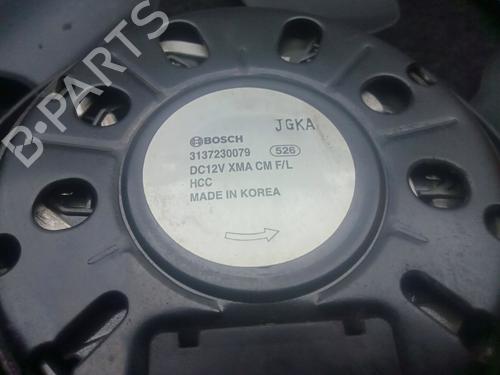 B-PARTS
BOSCH JGKA
3137230079 526
DC12V XMA CM F/L
HCC
MADE IN KOREA